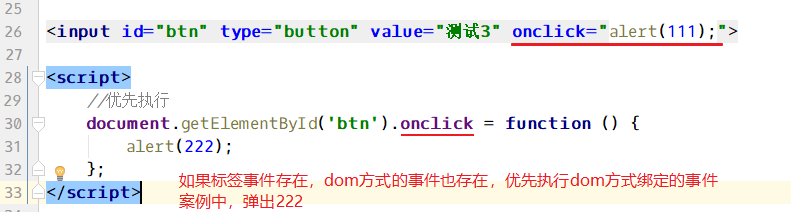 25
26 <input id="btn" type="button" value="测试3" onclick="alert(111);">
27
28 <script>
29 //优先执行
30 document.getElementById('btn').onclick = function () {
31 alert(222);
32 };
33 </script>
如果标签事件存在，dom方式的事件也存在，优先执行dom方式绑定的事件
案例中，弹出222